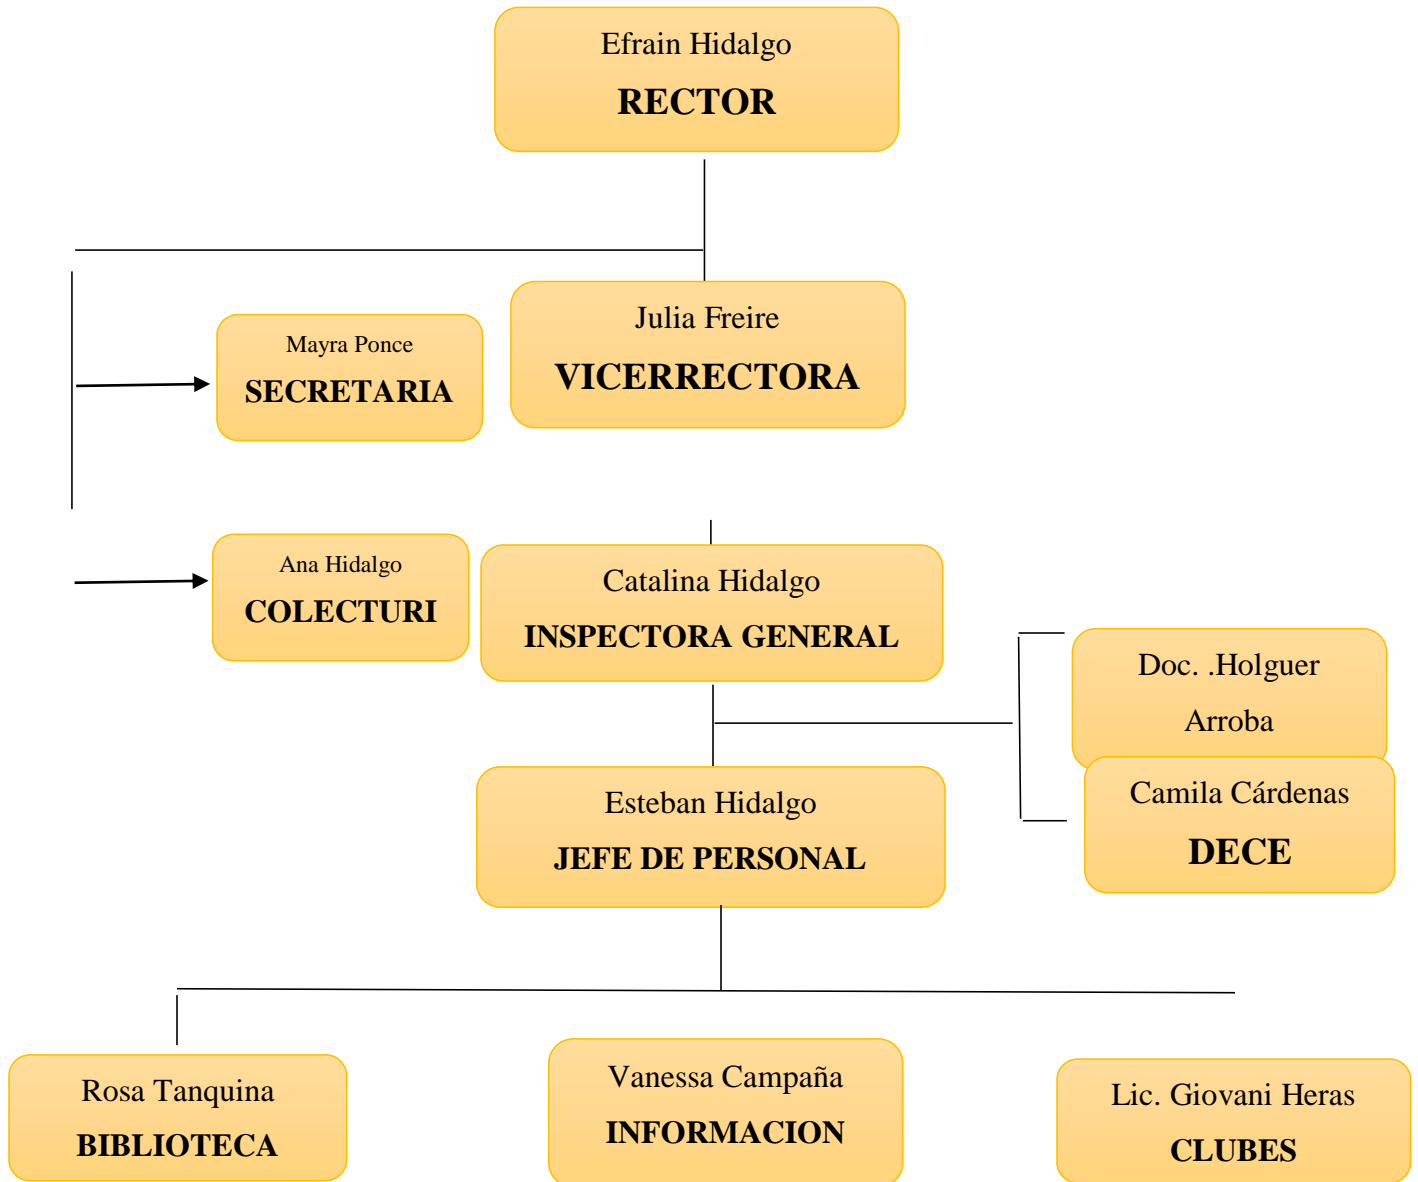 Efrain Hidalgo
RECTOR
Julia Freire
VICERRECTORA
Mayra Ponce
SECRETARIA
Ana Hidalgo
COLECTURI
Catalina Hidalgo
INSPECTORA GENERAL
Doc. .Holguer
Arroba
Camila Cárdenas
DECE
Esteban Hidalgo
JEFE DE PERSONAL
Rosa Tanquina
BIBLIOTECA
Vanessa Campaña
INFORMACION
Lic. Giovani Heras
CLUBES